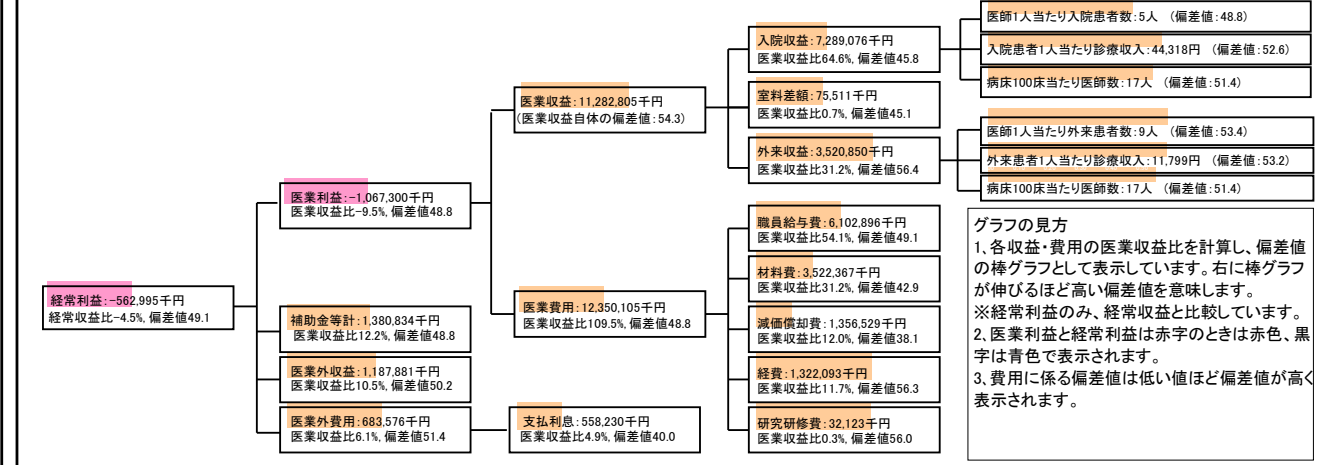 経常利益:-562,995千円
経常収支比-4.5%, 偏差値49.1
医業利益:-1,067,300千円
医業収益比-9.5%, 偏差値48.8
補助金等計:1,380,834千円
医業収益比12.2%, 偏差値48.8
医業外収益:1,187,881千円
医業収益比10.5%, 偏差値50.2
医業外費用:683,576千円
医業収益比6.1%, 偏差値51.4
医業収益:11,282,805千円
(医業収益自体の偏差値:54.3)
医業費用:12,350,105千円
医業収益比109.5%, 偏差値48.8
支払利息:558,230千円
医業収益比4.9%, 偏差値40.0
入院収益:7,289,076千円
医業収益比64.6%, 偏差値45.8
室料差額:75,511千円
医業収益比0.7%, 偏差値45.1
外来収益:3,520,850千円
医業収益比31.2%, 偏差値56.4
職員給与費:6,102,896千円
医業収益比54.1%, 偏差値49.1
材料費:3,522,367千円
医業収益比31.2%, 偏差値42.9
減価償却費:1,356,529千円
医業収益比12.0%, 偏差値38.1
経費:1,322,093千円
医業収益比11.7%, 偏差値56.3
研究研修費:32,123千円
医業収益比0.3%, 偏差値56.0
医師1人当たり入院患者数:5人 (偏差値:48.8)
入院患者1人当たり診療収入:44,318円 (偏差値:52.6)
病床100床当たり医師数:17人 (偏差値:51.4)
医師1人当たり外来患者数:9人 (偏差値:53.4)
外来患者1人当たり診療収入:11,799円 (偏差値:53.2)
病床100床当たり医師数:17人 (偏差値:51.4)
グラフの見方
1、各収益・費用の医業収益比を計算し、偏差値
の棒グラフとして表示しています。右に棒グラフ
が伸びるほど高い偏差値を意味します。
※経常利益のみ、経常収益と比較しています。
2、医業利益と経常利益は赤字のときは赤色、黒
字は青色で表示されます。
3、費用に係る偏差値は低い値ほど偏差値が高く
表示されます。